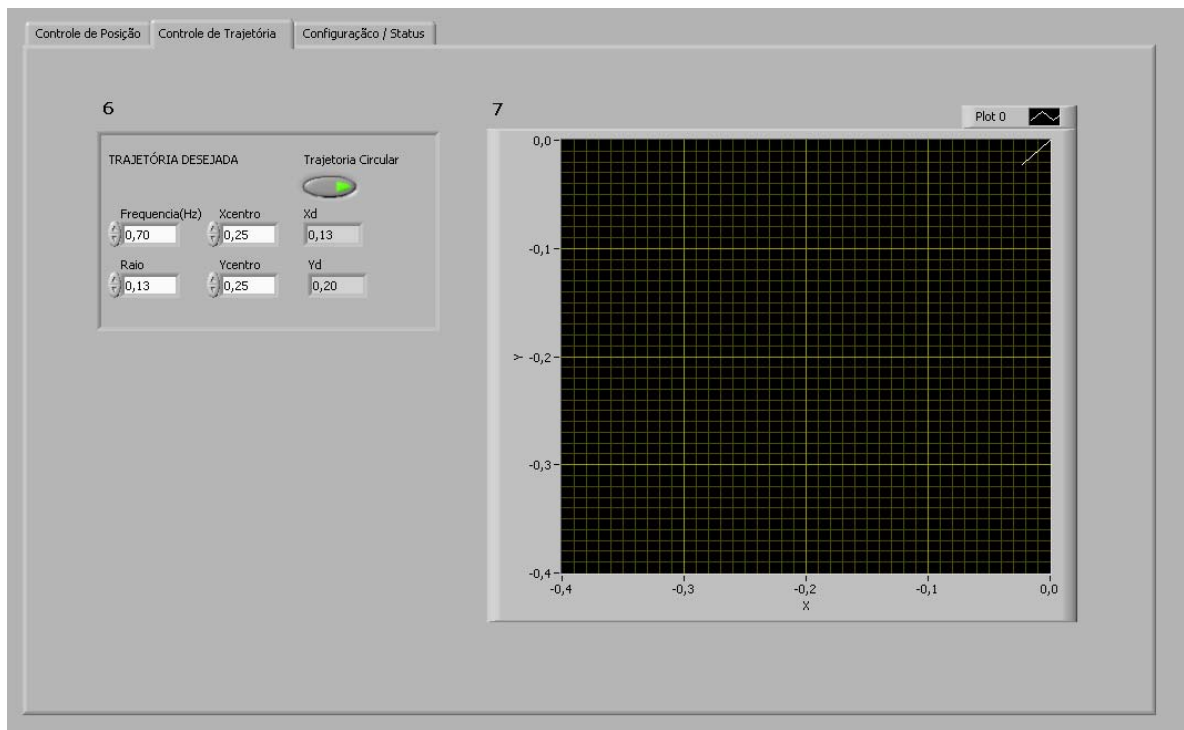 Controle de Posição
Controle de Trajetória
Configuraçãco / Status
6
TRAJETÓRIA DESEJADA
Trajetoria Circular
Frequencia(Hz)
Xcentro
Xd
0,70
0,25
0,13
Raio
Ycentro
Yd
0,13
0,25
0,20
7
Plot 0
0,0
-0,1
-0,2
-0,3
-0,4
Y
-0,4
-0,3
-0,2
-0,1
0,0
X